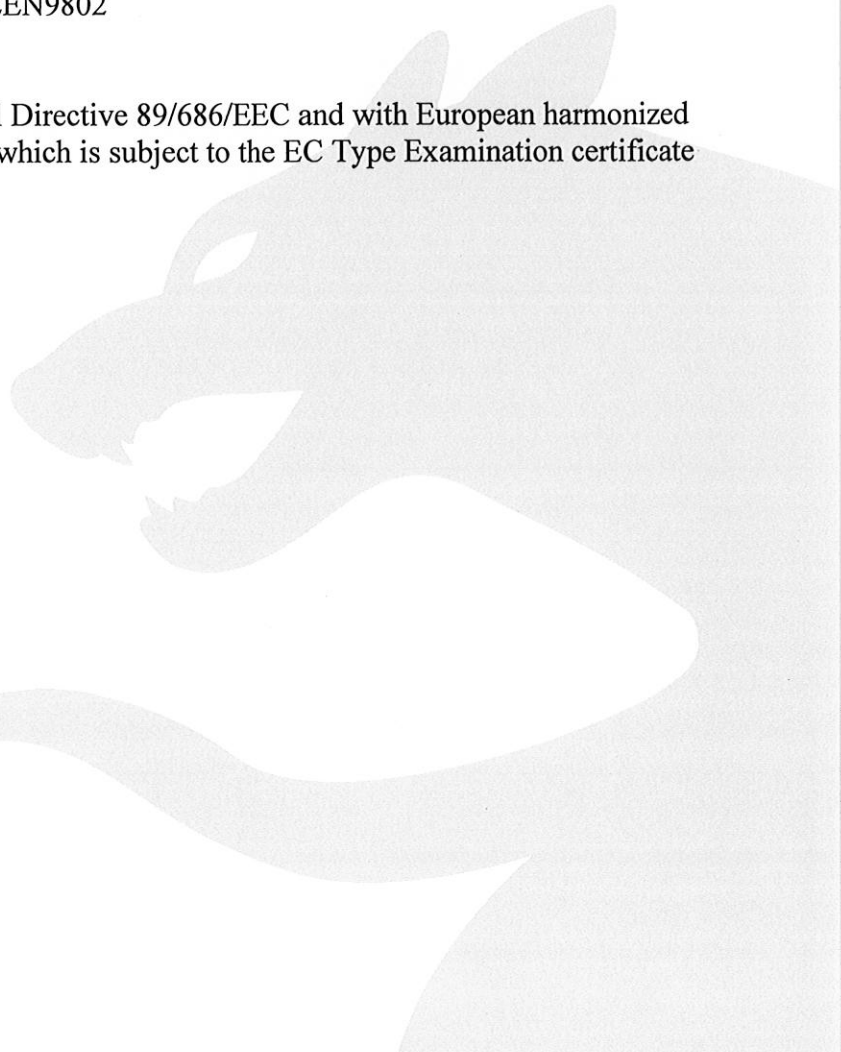 EN9802
Directive 89/686/EEC and with European harmonized
which is subject to the EC Type Examination certificate